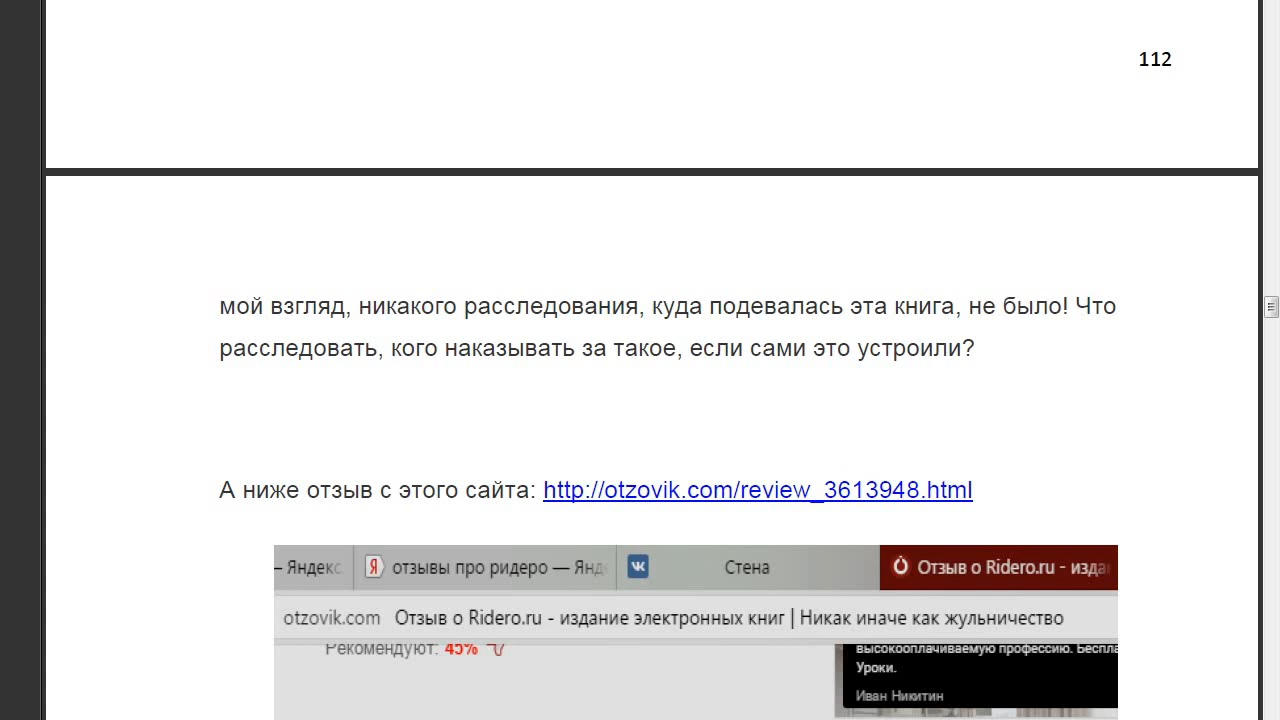 112
мой взгляд, никакого расследования, куда подевалась эта книга, не было! Что
расследовать, кого наказывать за такое, если сами это устроили?
А ниже отзыв с этого сайта: http://otzovik.com/review_3613948.html
– Яндекс
отзывы про ридеро — Янд
Стена
Отзыв о Ridero.ru - изда
otzovik.com Отзыв о Ridero.ru - издание электронных книг | Никак иначе как жульничество
Рекомендуют: 45%
высокооплачиваемую профессию. Беспла
Уроки.
Иван Никитин